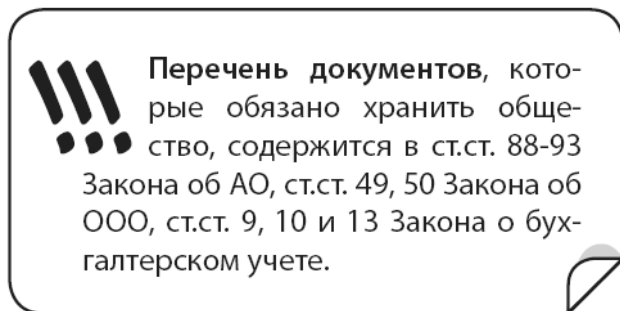 Перечень документов, кото-
рые обязано хранить обще-
ство, содержится в ст.ст. 88-93
Закона об АО, ст.ст. 49, 50 Закона об
ООО, ст.ст. 9, 10 и 13 Закона о бух-
галтерском учете.